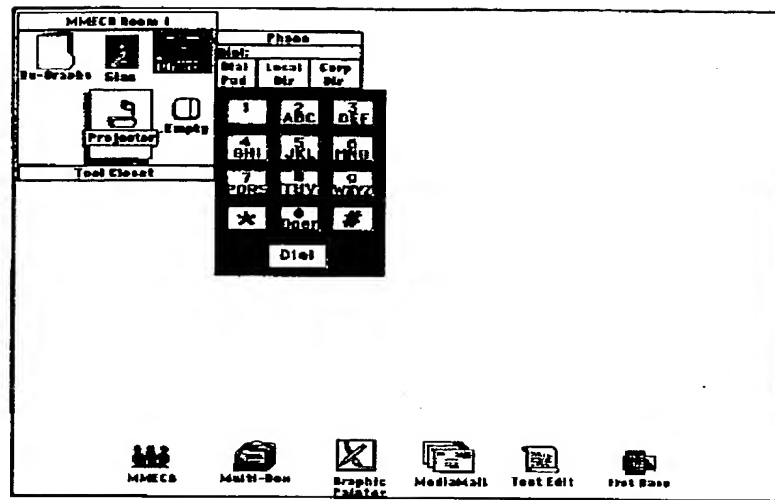 MMECB Room 1
Glen
Projector
Empty
Tool Closet
Phone
Dial:
Dial Pad
Local Dir
Corp Dir
1
2 ABC
3 DEF
4 GHI
5 JKL
6 MNO
7 PQRS
8 TUV
9 WXYZ
*
0 Oper
#
Dial
MMECB
Multi-Box
Graphic Painter
MediaMail
Text Edit